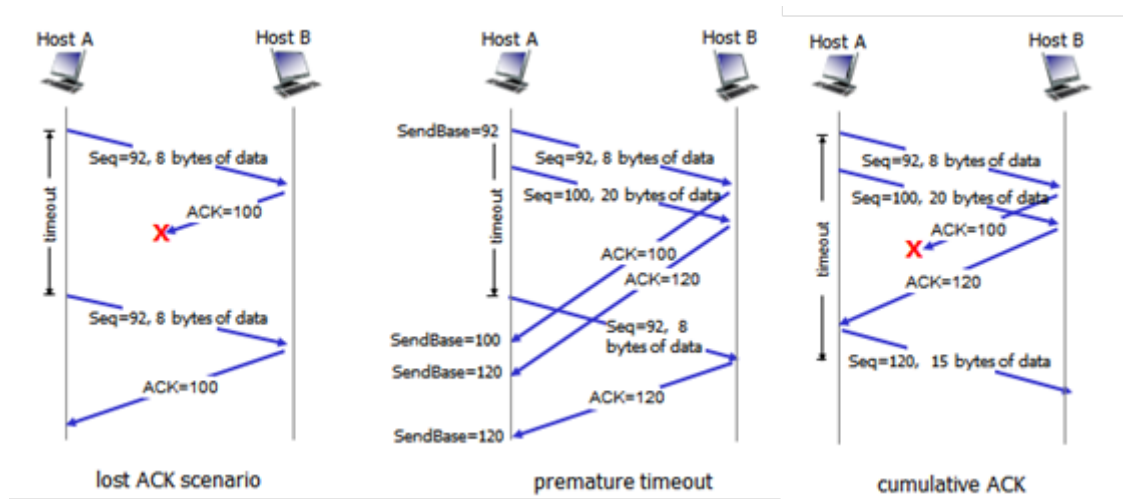 Host A
Host B
timeout
Seq=92, 8 bytes of data
ACK=100
X
Seq=92, 8 bytes of data
ACK=100
lost ACK scenario
Host A
Host B
SendBase=92
timeout
Seq=92, 8 bytes of data
Seq=100, 20 bytes of data
ACK=100
ACK=120
Seq=92, 8
bytes of data
SendBase=100
SendBase=120
ACK=120
SendBase=120
premature timeout
Host A
Host B
timeout
Seq=92, 8 bytes of data
Seq=100, 20 bytes of data
ACK=100
X
ACK=120
Seq=120, 15 bytes of data
cumulative ACK